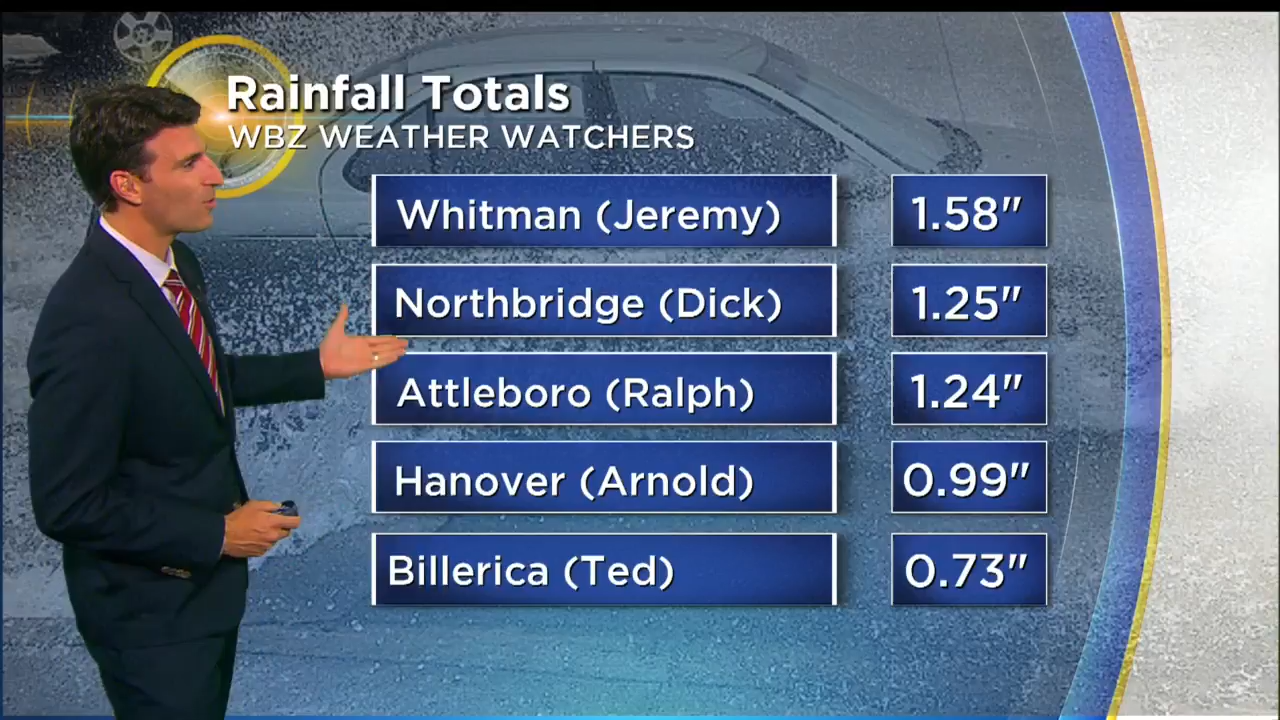 Rainfall Totals
WBZ WEATHER WATCHERS
Whitman (Jeremy) 1.58"
Northbridge (Dick) 1.25"
Attleboro (Ralph) 1.24"
Hanover (Arnold) 0.99"
Billerica (Ted) 0.73"